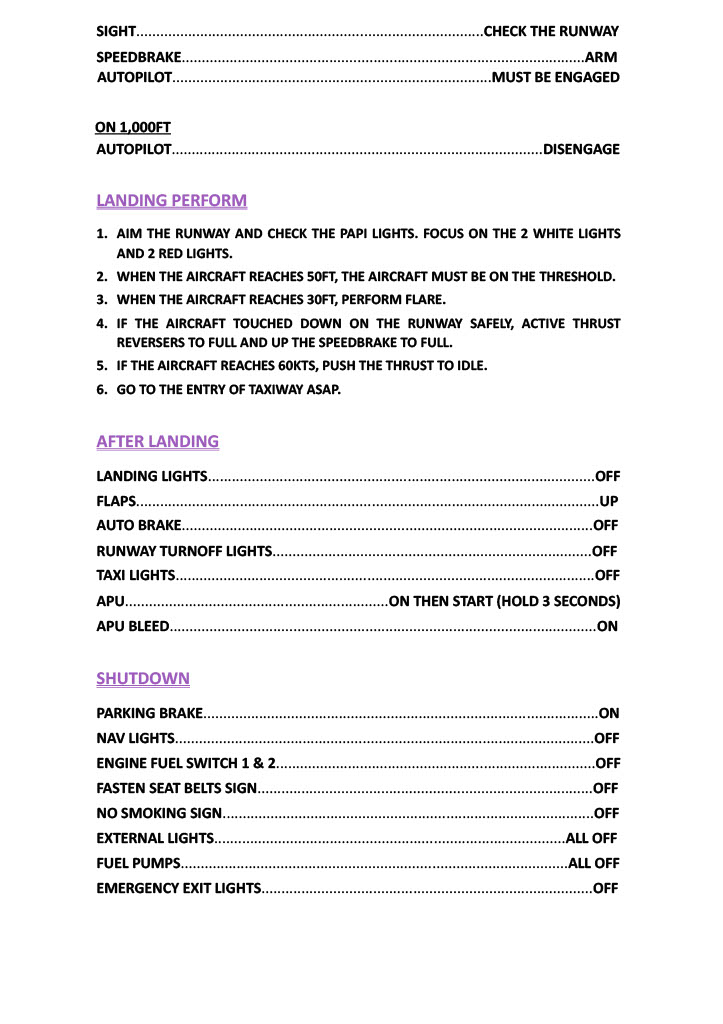 SIGHT.......................................................................................CHECK THE RUNWAY
SPEEDBRAKE.....................................................................................................ARM
AUTOPILOT................................................................................MUST BE ENGAGED
ON 1,000FT
AUTOPILOT.............................................................................................DISENGAGE
LANDING PERFORM
1. AIM THE RUNWAY AND CHECK THE PAPI LIGHTS. FOCUS ON THE 2 WHITE LIGHTS
AND 2 RED LIGHTS.
2. WHEN THE AIRCRAFT REACHES 50FT, THE AIRCRAFT MUST BE ON THE THRESHOLD.
3. WHEN THE AIRCRAFT REACHES 30FT, PERFORM FLARE.
4. IF THE AIRCRAFT TOUCHED DOWN ON THE RUNWAY SAFELY, ACTIVE THRUST
REVERSERS TO FULL AND UP THE SPEEDBRAKE TO FULL.
5. IF THE AIRCRAFT REACHES 60KTS, PUSH THE THRUST TO IDLE.
6. GO TO THE ENTRY OF TAXIWAY ASAP.
AFTER LANDING
LANDING LIGHTS.................................................................................................OFF
FLAPS....................................................................................................................UP
AUTO BRAKE.......................................................................................................OFF
RUNWAY TURNOFF LIGHTS................................................................................OFF
TAXI LIGHTS.........................................................................................................OFF
APU..................................................................ON THEN START (HOLD 3 SECONDS)
APU BLEED...........................................................................................................ON
SHUTDOWN
PARKING BRAKE...................................................................................................ON
NAV LIGHTS.........................................................................................................OFF
ENGINE FUEL SWITCH 1 & 2................................................................................OFF
FASTEN SEAT BELTS SIGN....................................................................................OFF
NO SMOKING SIGN.............................................................................................OFF
EXTERNAL LIGHTS........................................................................................ALL OFF
FUEL PUMPS.................................................................................................ALL OFF
EMERGENCY EXIT LIGHTS...................................................................................OFF